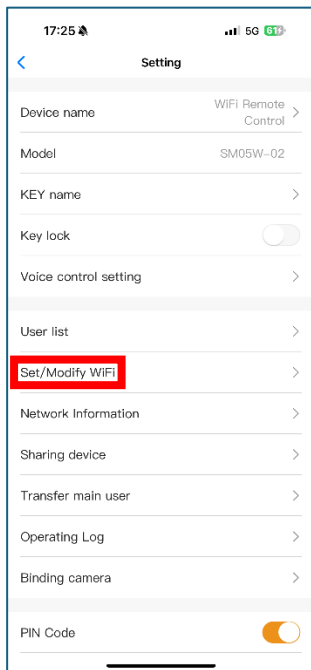 17:25
5G 61
Setting
Device name
WiFi Remote
Control
Model
SM05W-02
KEY name
Key lock
Voice control setting
User list
Set/Modify WiFi
Network Information
Sharing device
Transfer main user
Operating Log
Binding camera
PIN Code